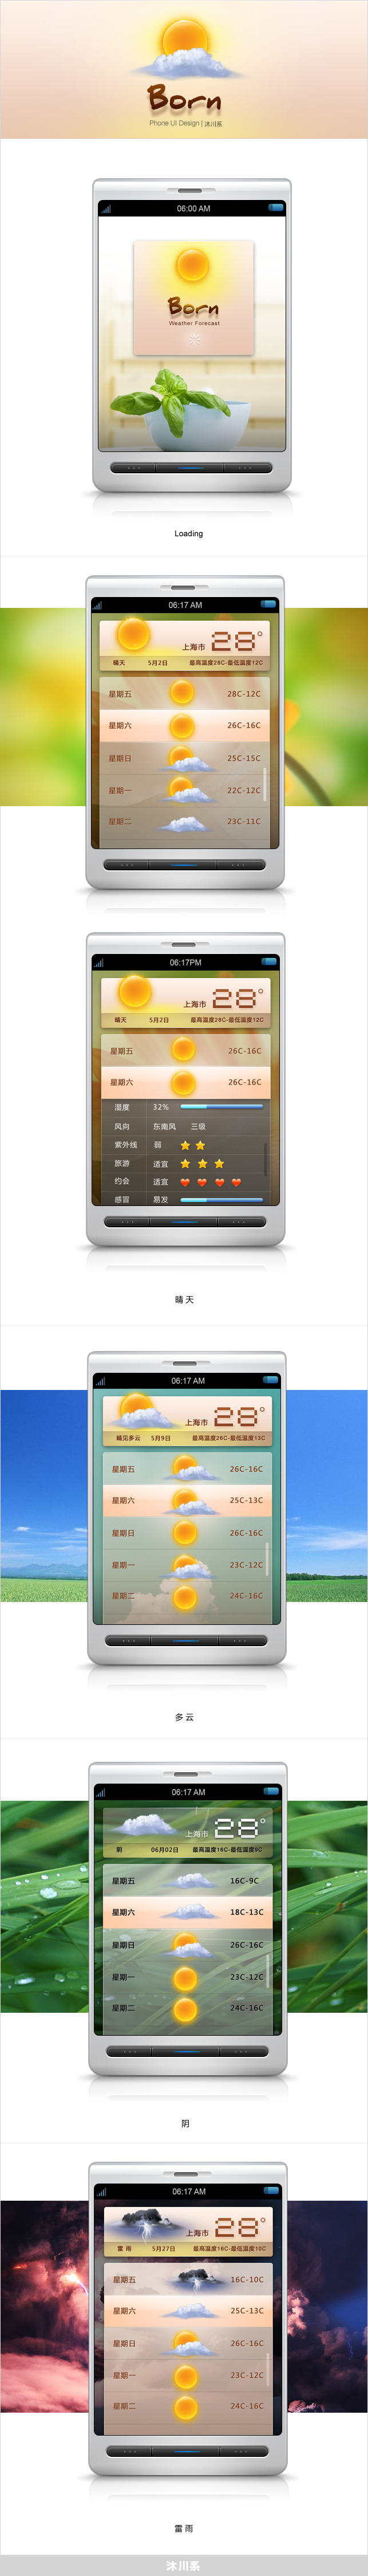 Born
Phone UI Design | 沐川系
06:00 AM
Born
Weather Forecast
Loading
06:17 AM
上海市 28°
晴天 5月2日 最高温度28C-最低温度12C
星期五 28C-12C
星期六 26C-16C
星期日 25C-15C
星期一 22C-12C
星期二 23C-11C
06:17PM
上海市 28°
晴天 5月2日 最高温度28C-最低温度12C
星期五 26C-16C
星期六 26C-16C
湿度 32%
风向 东南风 三级
紫外线 弱
旅游 适宜
约会 适宜
感冒 易发
晴 天
06:17 AM
上海市 28°
晴见多云 5月9日 最高温度26C-最低温度13C
星期五 26C-16C
星期六 25C-13C
星期日 26C-16C
星期一 23C-12C
星期二 24C-16C
多 云
06:17 AM
上海市 28°
阴 06月02日 最高温度16C-最低温度9C
星期五 16C-9C
星期六 18C-13C
星期日 26C-16C
星期一 23C-12C
星期二 24C-16C
阴
06:17 AM
上海市 28°
雷 雨 5月27日 最高温度16C-最低温度10C
星期五 16C-10C
星期六 25C-13C
星期日 26C-16C
星期一 23C-12C
星期二 24C-16C
雷 雨
沐川系